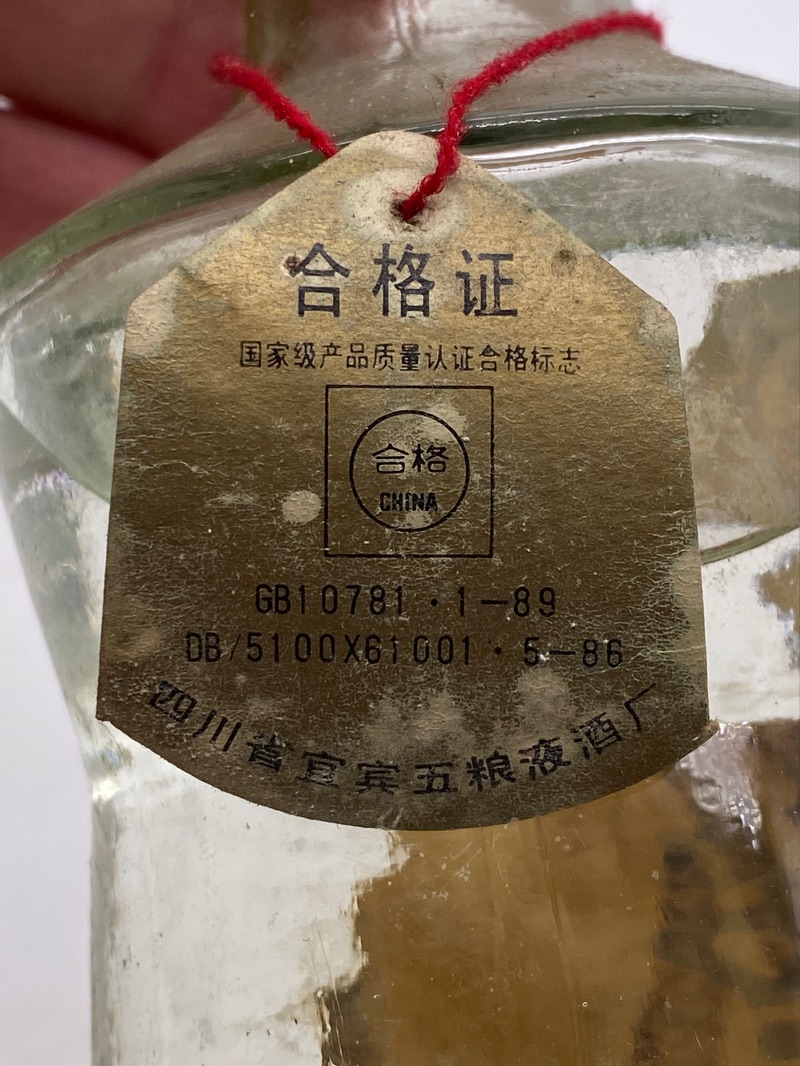 合格证
国家级产品质量认证合格标志
合格
CHINA
GB10781·1—89
DB/5100X61001·5—86
四川省宜宾五粮液酒厂